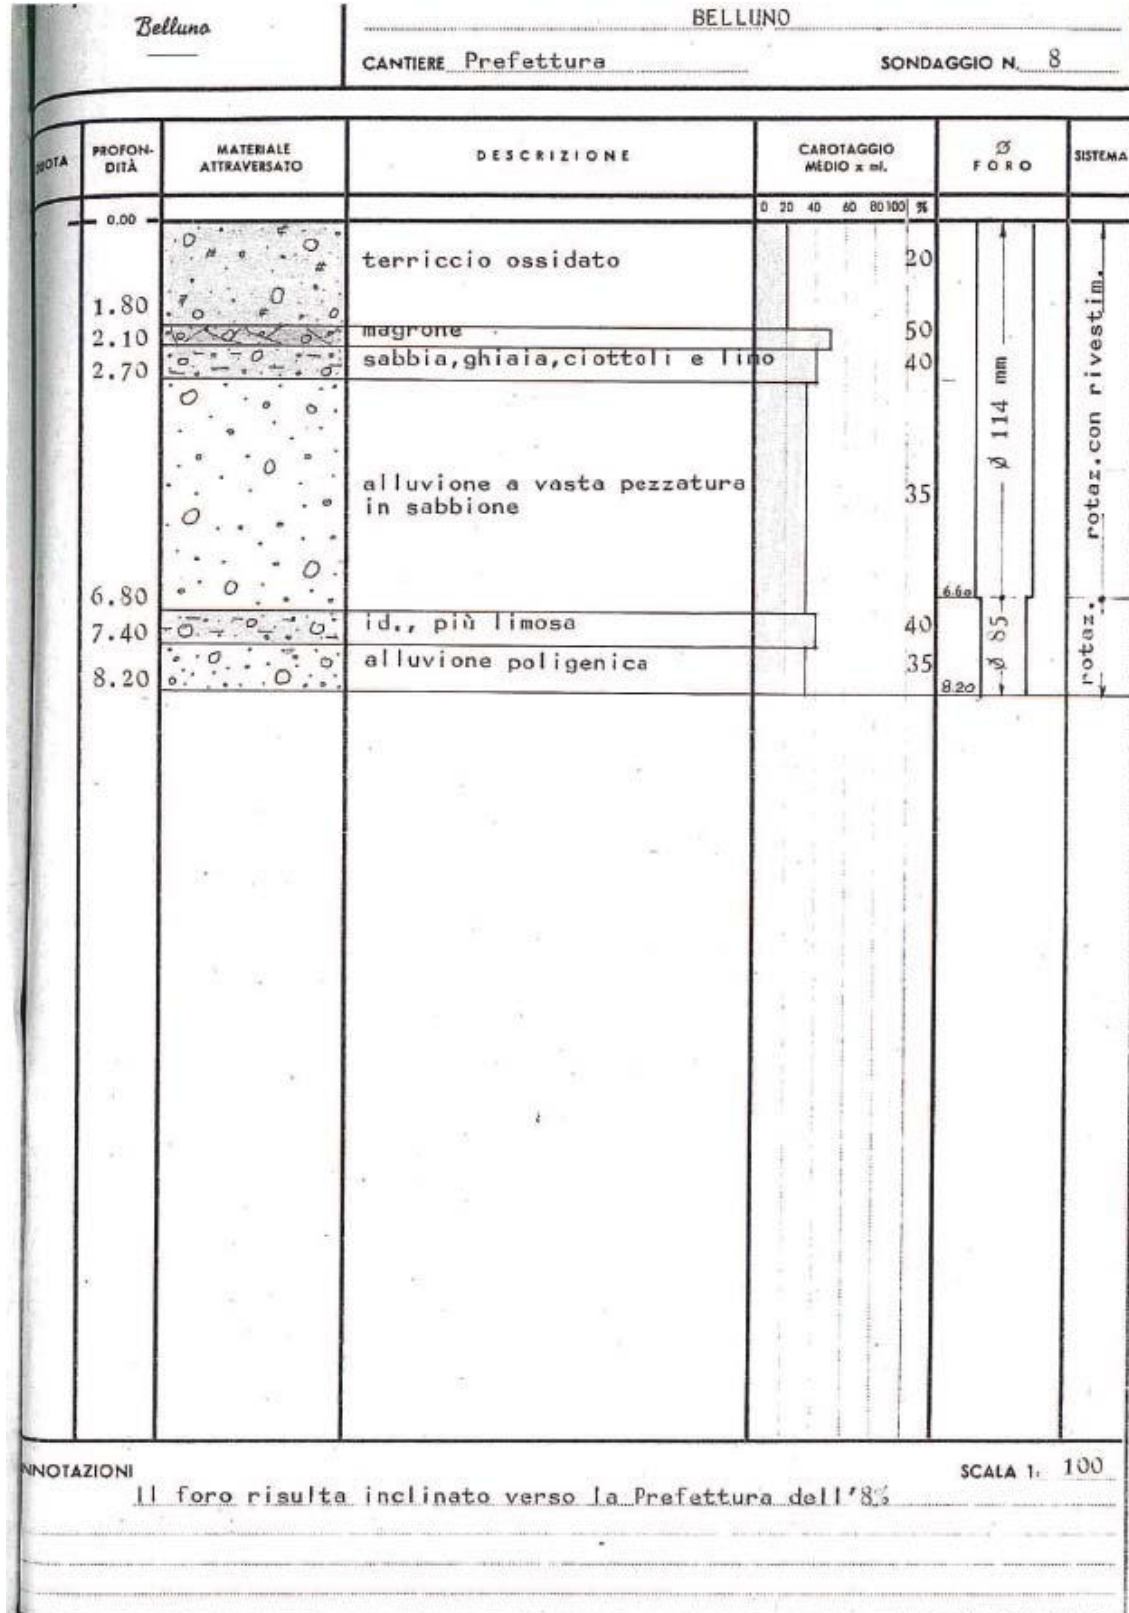 Belluno
BELLUNO
CANTIERE Prefettura
SONDAGGIO N. 8
PROFON-DITÀ
MATERIALE ATTRAVERSATO
DESCRIZIONE
CAROTAGGIO MEDIO x ml.
Ø FORO
SISTEMA
0 20 40 60 80 100 %
0.00
terriccio ossidato
20
1.80
magrone
50
2.10
sabbia,ghiaia,ciottoli e limo
40
2.70
alluvione a vasta pezzatura
in sabbione
35
6.80
id., più limosa
40
7.40
alluvione poligenica
35
8.20
Ø 114 mm
6.60
Ø 85
8.20
rotaz.con rivestim.
rotaz.
NNOTAZIONI
SCALA 1: 100
Il foro risulta inclinato verso la Prefettura dell'8%